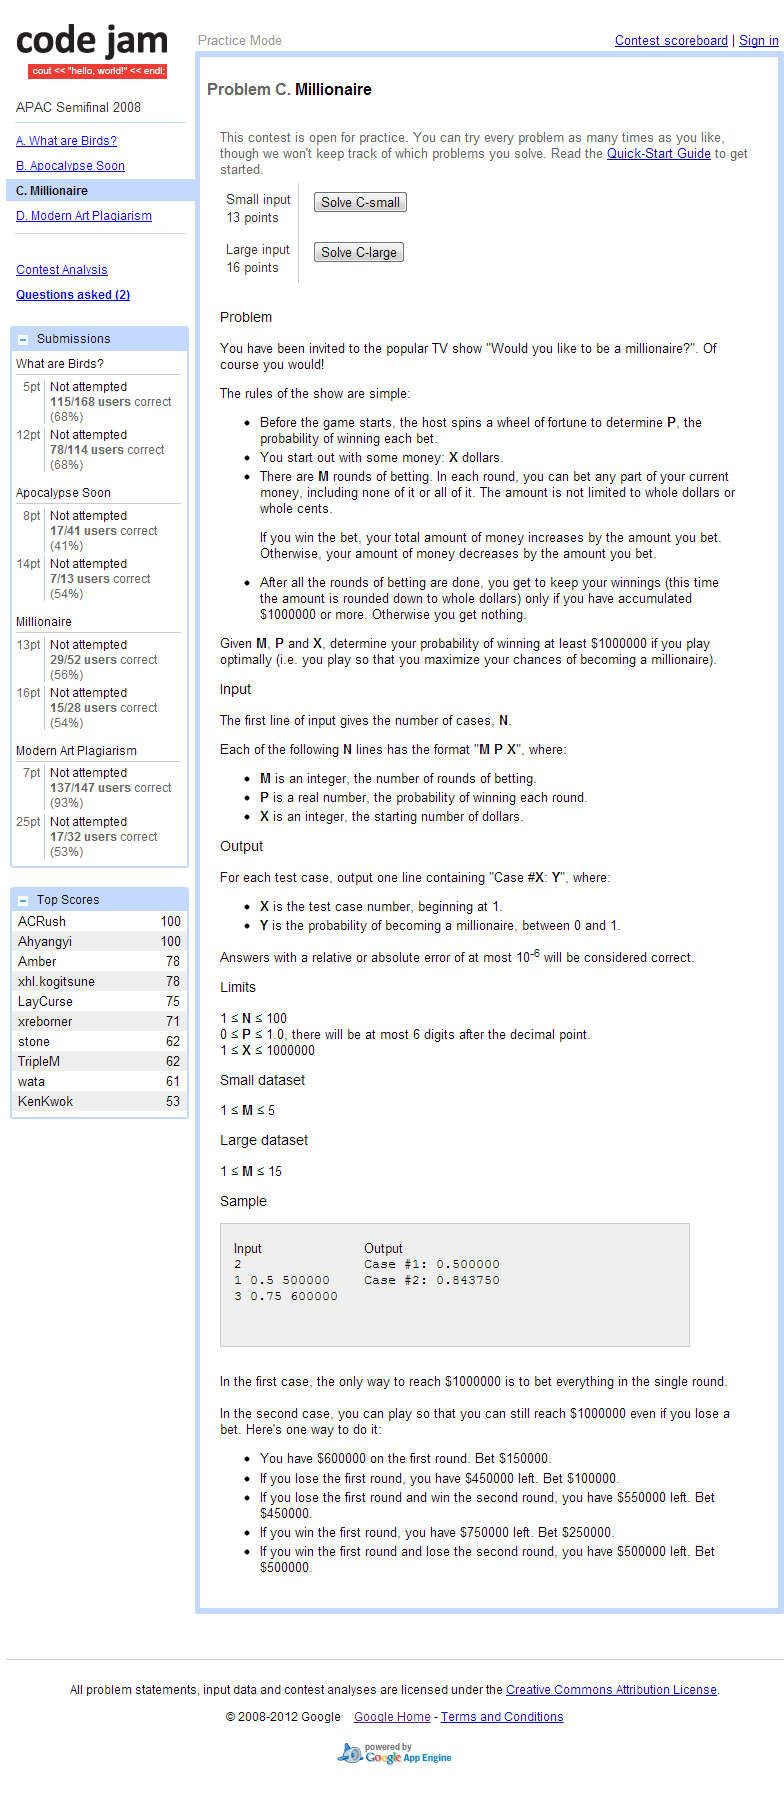 code jam
cout << "hello, world!" << endl;
Practice Mode
Contest scoreboard | Sign in
APAC Semifinal 2008
A. What are Birds?
B. Apocalypse Soon
C. Millionaire
D. Modern Art Plagiarism
Contest Analysis
Questions asked (2)
Submissions
What are Birds?
5pt Not attempted
115/168 users correct
(68%)
12pt Not attempted
78/114 users correct
(68%)
Apocalypse Soon
8pt Not attempted
17/41 users correct
(41%)
14pt Not attempted
7/13 users correct
(54%)
Millionaire
13pt Not attempted
29/52 users correct
(56%)
16pt Not attempted
15/28 users correct
(54%)
Modern Art Plagiarism
7pt Not attempted
137/147 users correct
(93%)
25pt Not attempted
17/32 users correct
(53%)
Top Scores
ACRush 100
Ahyangyi 100
Amber 78
xhl.kogitsune 78
LayCurse 75
xreborner 71
stone 62
TripleM 62
wata 61
KenKwok 53
Problem C. Millionaire
This contest is open for practice. You can try every problem as many times as you like,
though we won't keep track of which problems you solve. Read the Quick-Start Guide to get
started.
Small input
13 points
Solve C-small
Large input
16 points
Solve C-large
Problem
You have been invited to the popular TV show "Would you like to be a millionaire?". Of
course you would!
The rules of the show are simple:
• Before the game starts, the host spins a wheel of fortune to determine P, the
probability of winning each bet.
• You start out with some money: X dollars.
• There are M rounds of betting. In each round, you can bet any part of your current
money, including none of it or all of it. The amount is not limited to whole dollars or
whole cents.
If you win the bet, your total amount of money increases by the amount you bet.
Otherwise, your amount of money decreases by the amount you bet.
• After all the rounds of betting are done, you get to keep your winnings (this time
the amount is rounded down to whole dollars) only if you have accumulated
$1000000 or more. Otherwise you get nothing.
Given M, P and X, determine your probability of winning at least $1000000 if you play
optimally (i.e. you play so that you maximize your chances of becoming a millionaire).
Input
The first line of input gives the number of cases, N.
Each of the following N lines has the format "M P X", where:
• M is an integer, the number of rounds of betting.
• P is a real number, the probability of winning each round.
• X is an integer, the starting number of dollars.
Output
For each test case, output one line containing "Case #X: Y", where:
• X is the test case number, beginning at 1.
• Y is the probability of becoming a millionaire, between 0 and 1.
Answers with a relative or absolute error of at most 10-6 will be considered correct.
Limits
1 ≤ N ≤ 100
0 ≤ P ≤ 1.0, there will be at most 6 digits after the decimal point.
1 ≤ X ≤ 1000000
Small dataset
1 ≤ M ≤ 5
Large dataset
1 ≤ M ≤ 15
Sample
Input Output
2 Case #1: 0.500000
1 0.5 500000 Case #2: 0.843750
3 0.75 600000
In the first case, the only way to reach $1000000 is to bet everything in the single round.
In the second case, you can play so that you can still reach $1000000 even if you lose a
bet. Here's one way to do it:
• You have $600000 on the first round. Bet $150000.
• If you lose the first round, you have $450000 left. Bet $100000.
• If you lose the first round and win the second round, you have $550000 left. Bet
$450000.
• If you win the first round, you have $750000 left. Bet $250000.
• If you win the first round and lose the second round, you have $500000 left. Bet
$500000.
All problem statements, input data and contest analyses are licensed under the Creative Commons Attribution License.
© 2008-2012 Google Google Home - Terms and Conditions
powered by
Google App Engine